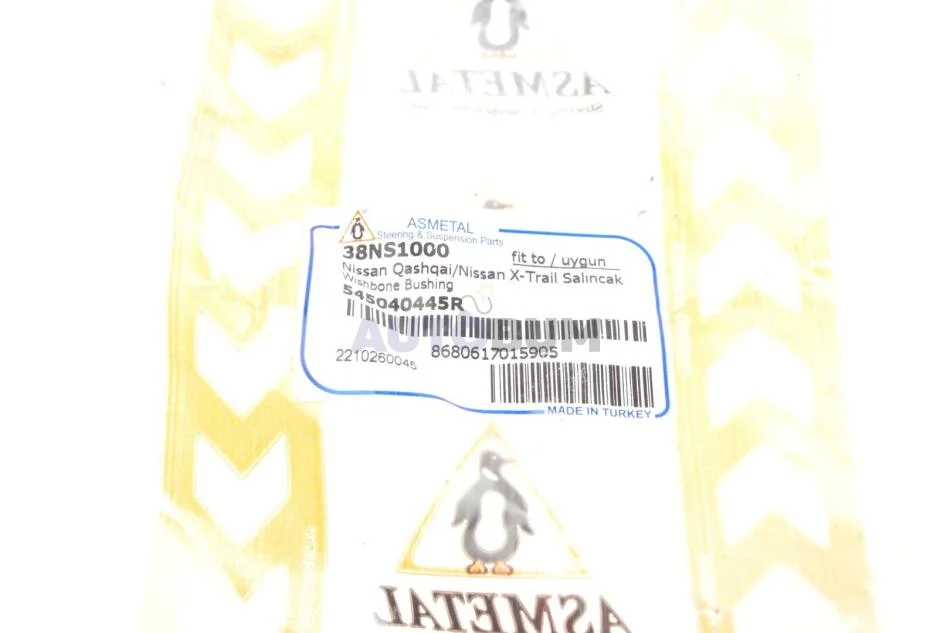 ASMETAL
ASMETAL
Steering & Suspension Parts
38NS1000
fit to / uygun
Nissan Qashqai/Nissan X-Trail Salıncak
Wishbone Bushing
545040445R
AUTOBUM
2210260045
8680617015905
MADE IN TURKEY
ASMETAL